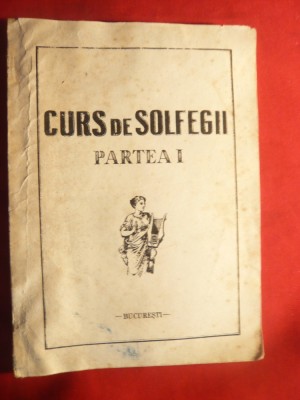 CURS DE SOLFEGII
PARTEA I
—BUCUREȘTI—